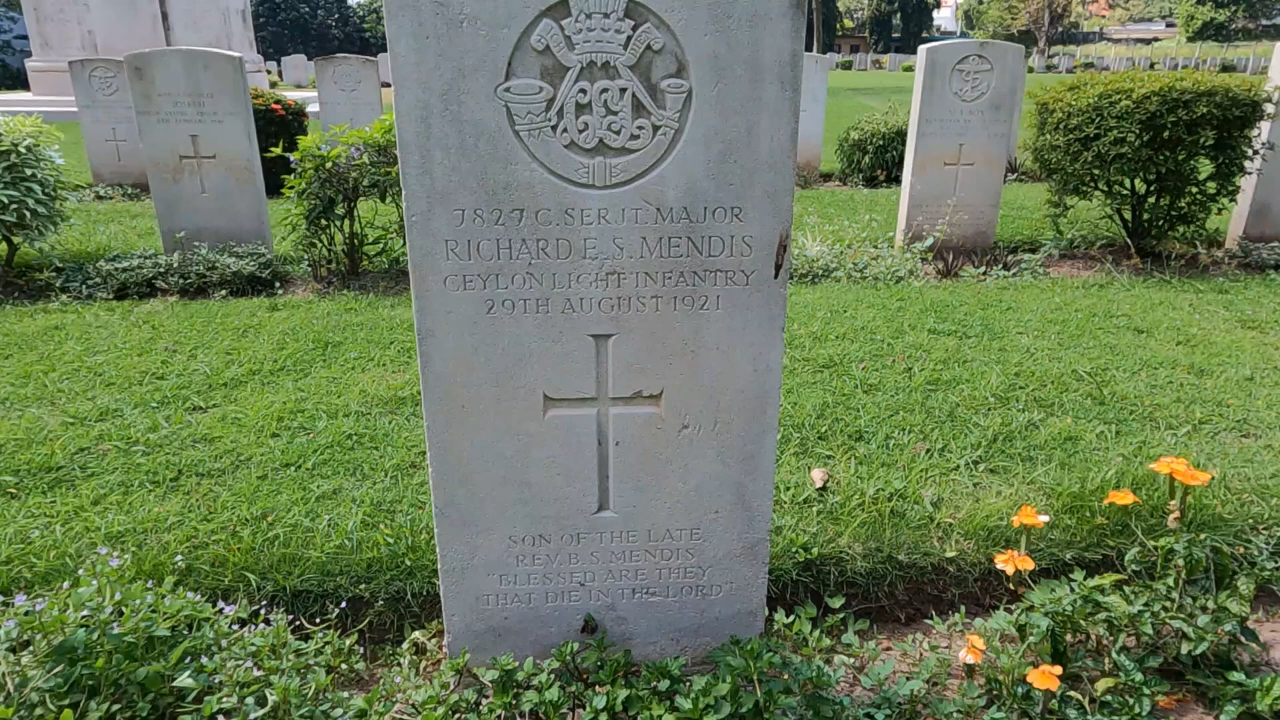 7827 C. SERJT. MAJOR
RICHARD E. S. MENDIS
CEYLON LIGHT INFANTRY
29TH AUGUST 1921
SON OF THE LATE
REV. B. S. MENDIS
"BLESSED ARE THEY
THAT DIE IN THE LORD"